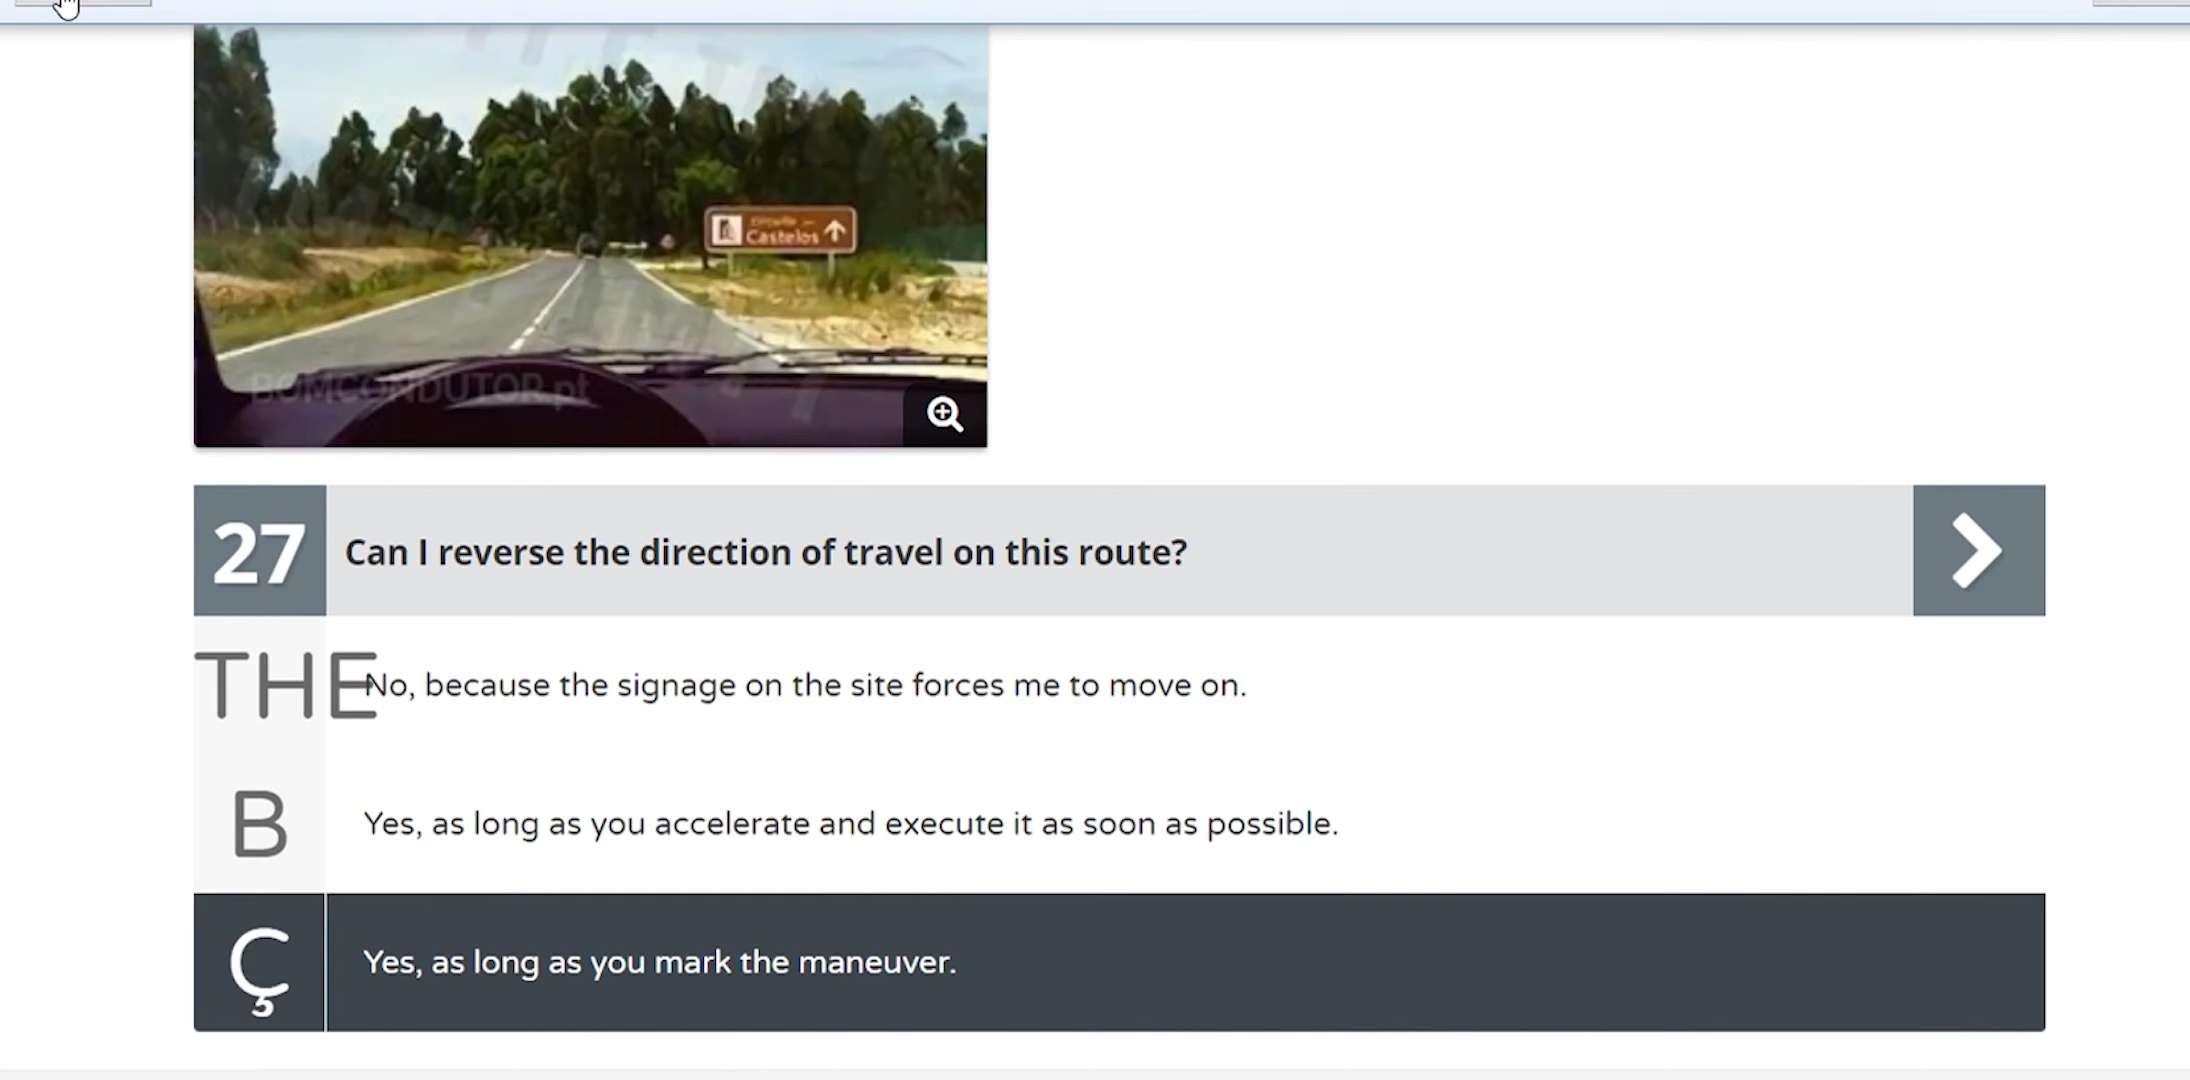 Castelos
BOMCONDUTOR.pt
27
Can I reverse the direction of travel on this route?
THE
No, because the signage on the site forces me to move on.
B
Yes, as long as you accelerate and execute it as soon as possible.
Ç
Yes, as long as you mark the maneuver.